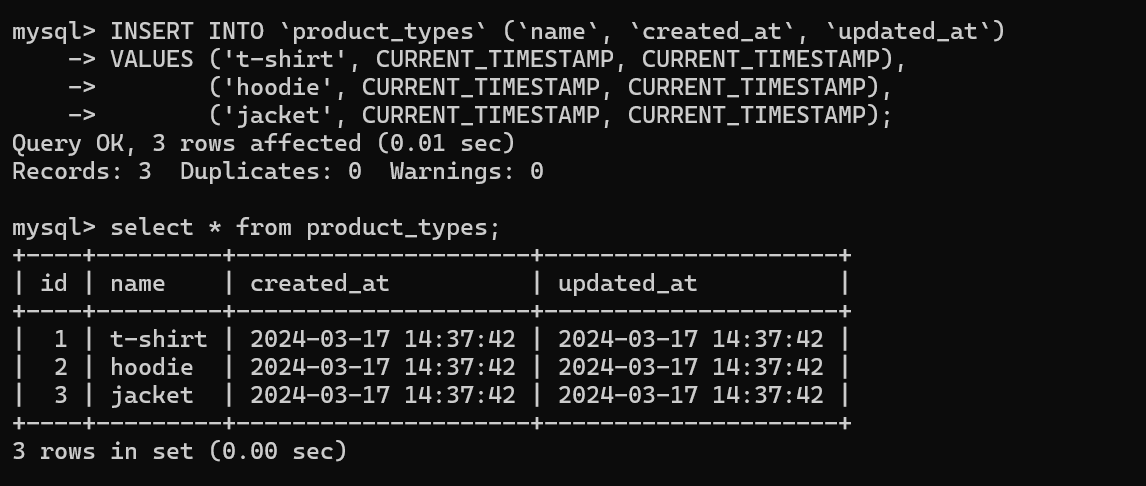 mysql> INSERT INTO `product_types` (`name`, `created_at`, `updated_at`)
    -> VALUES ('t-shirt', CURRENT_TIMESTAMP, CURRENT_TIMESTAMP),
    ->        ('hoodie', CURRENT_TIMESTAMP, CURRENT_TIMESTAMP),
    ->        ('jacket', CURRENT_TIMESTAMP, CURRENT_TIMESTAMP);
Query OK, 3 rows affected (0.01 sec)
Records: 3  Duplicates: 0  Warnings: 0

mysql> select * from product_types;
+----+---------+---------------------+---------------------+
| id | name    | created_at          | updated_at          |
+----+---------+---------------------+---------------------+
|  1 | t-shirt | 2024-03-17 14:37:42 | 2024-03-17 14:37:42 |
|  2 | hoodie  | 2024-03-17 14:37:42 | 2024-03-17 14:37:42 |
|  3 | jacket  | 2024-03-17 14:37:42 | 2024-03-17 14:37:42 |
+----+---------+---------------------+---------------------+
3 rows in set (0.00 sec)